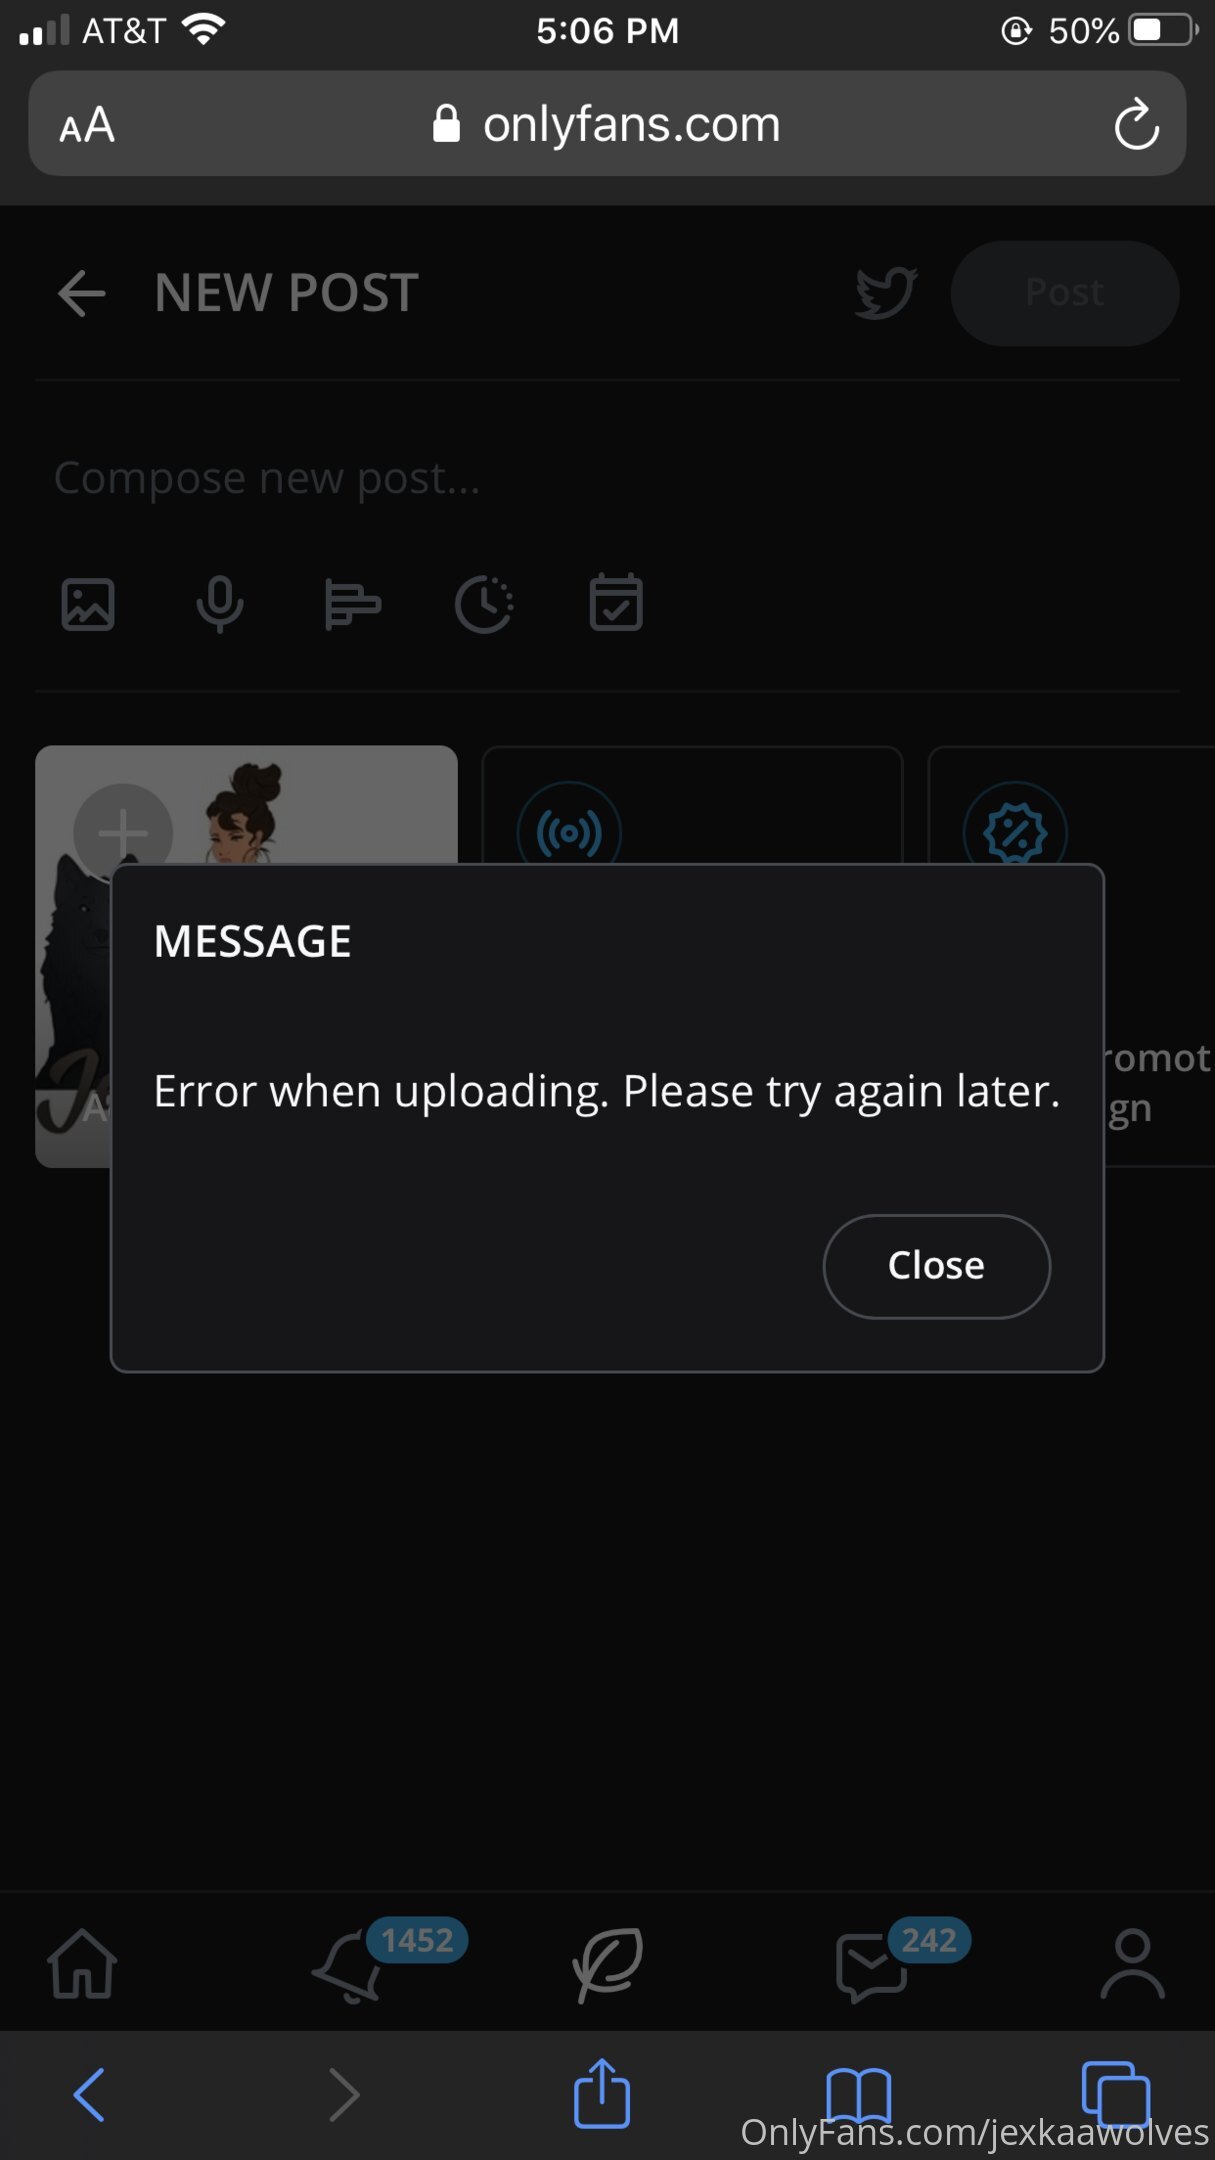 AT&T 5:06 PM 50%
AA onlyfans.com
NEW POST Post
Compose new post...
MESSAGE
Error when uploading. Please try again later.
romot
A
gn
Close
1452 242
OnlyFans.com/jexkaawolves